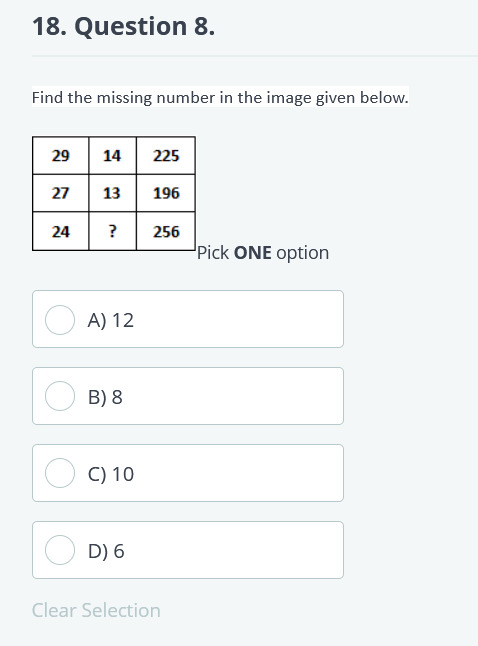 18. Question 8.
Find the missing number in the image given below.
29 14 225
27 13 196
24 ? 256
Pick ONE option
A) 12
B) 8
C) 10
D) 6
Clear Selection